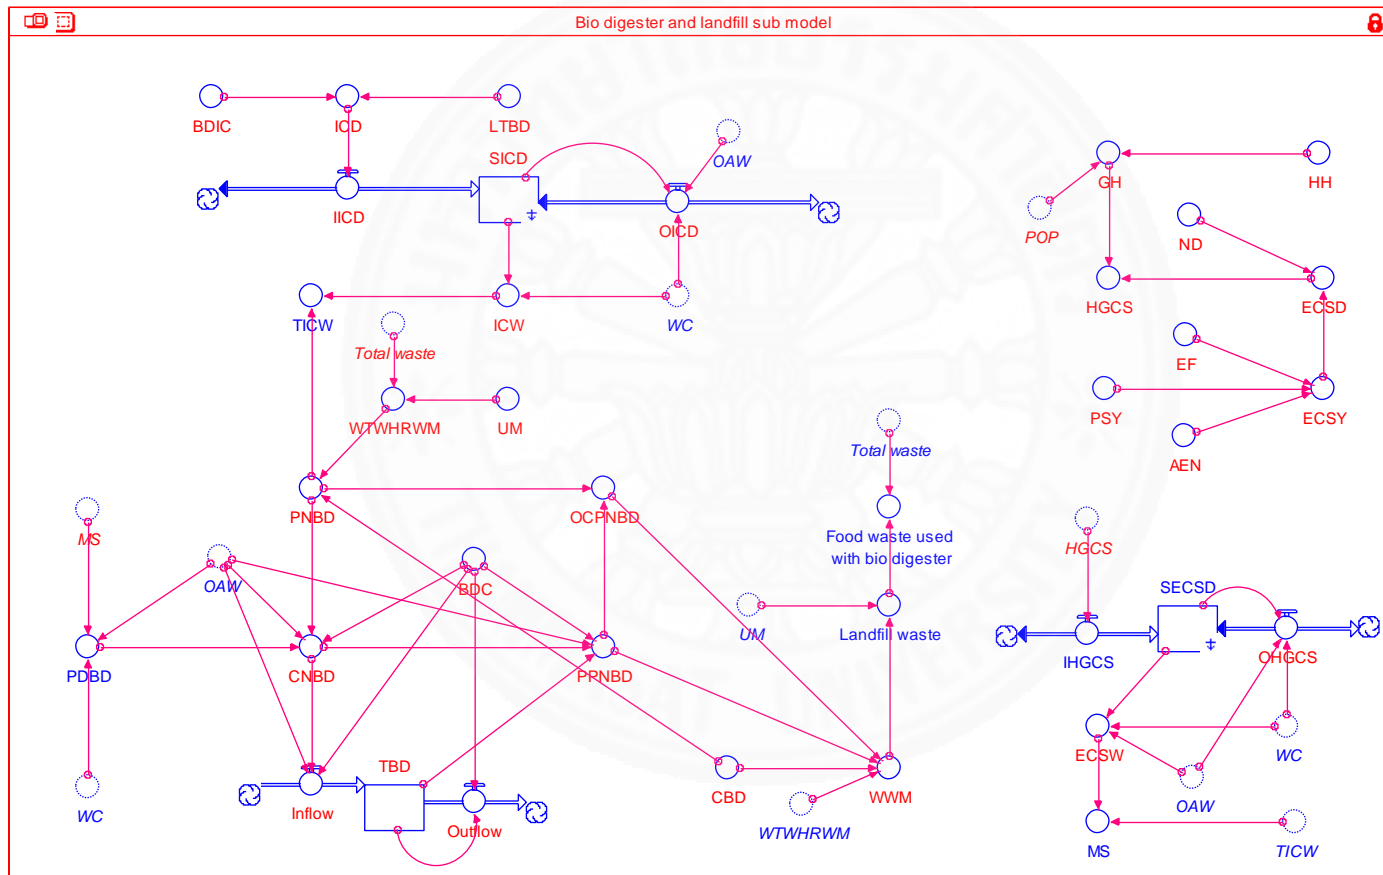 Bio digester and landfill sub model
BDIC
ICD
LTBD
SICD
OAW
IICD
OICD
GH
HH
POP
ND
HGCS
ECSD
TICW
ICW
WC
Total waste
EF
WTWHRWM
UM
PSY
ECSY
AEN
Total waste
PNBD
OCPNBD
MS
Food waste used
with bio digester
HGCS
OAW
BDC
SECSD
UM
Landfill waste
IHGCS
OHGCS
PDBD
CNBD
PPNBD
ECSW
WC
TBD
CBD
WWM
OAW
WC
Inflow
Outflow
WTWHRWM
MS
TICW